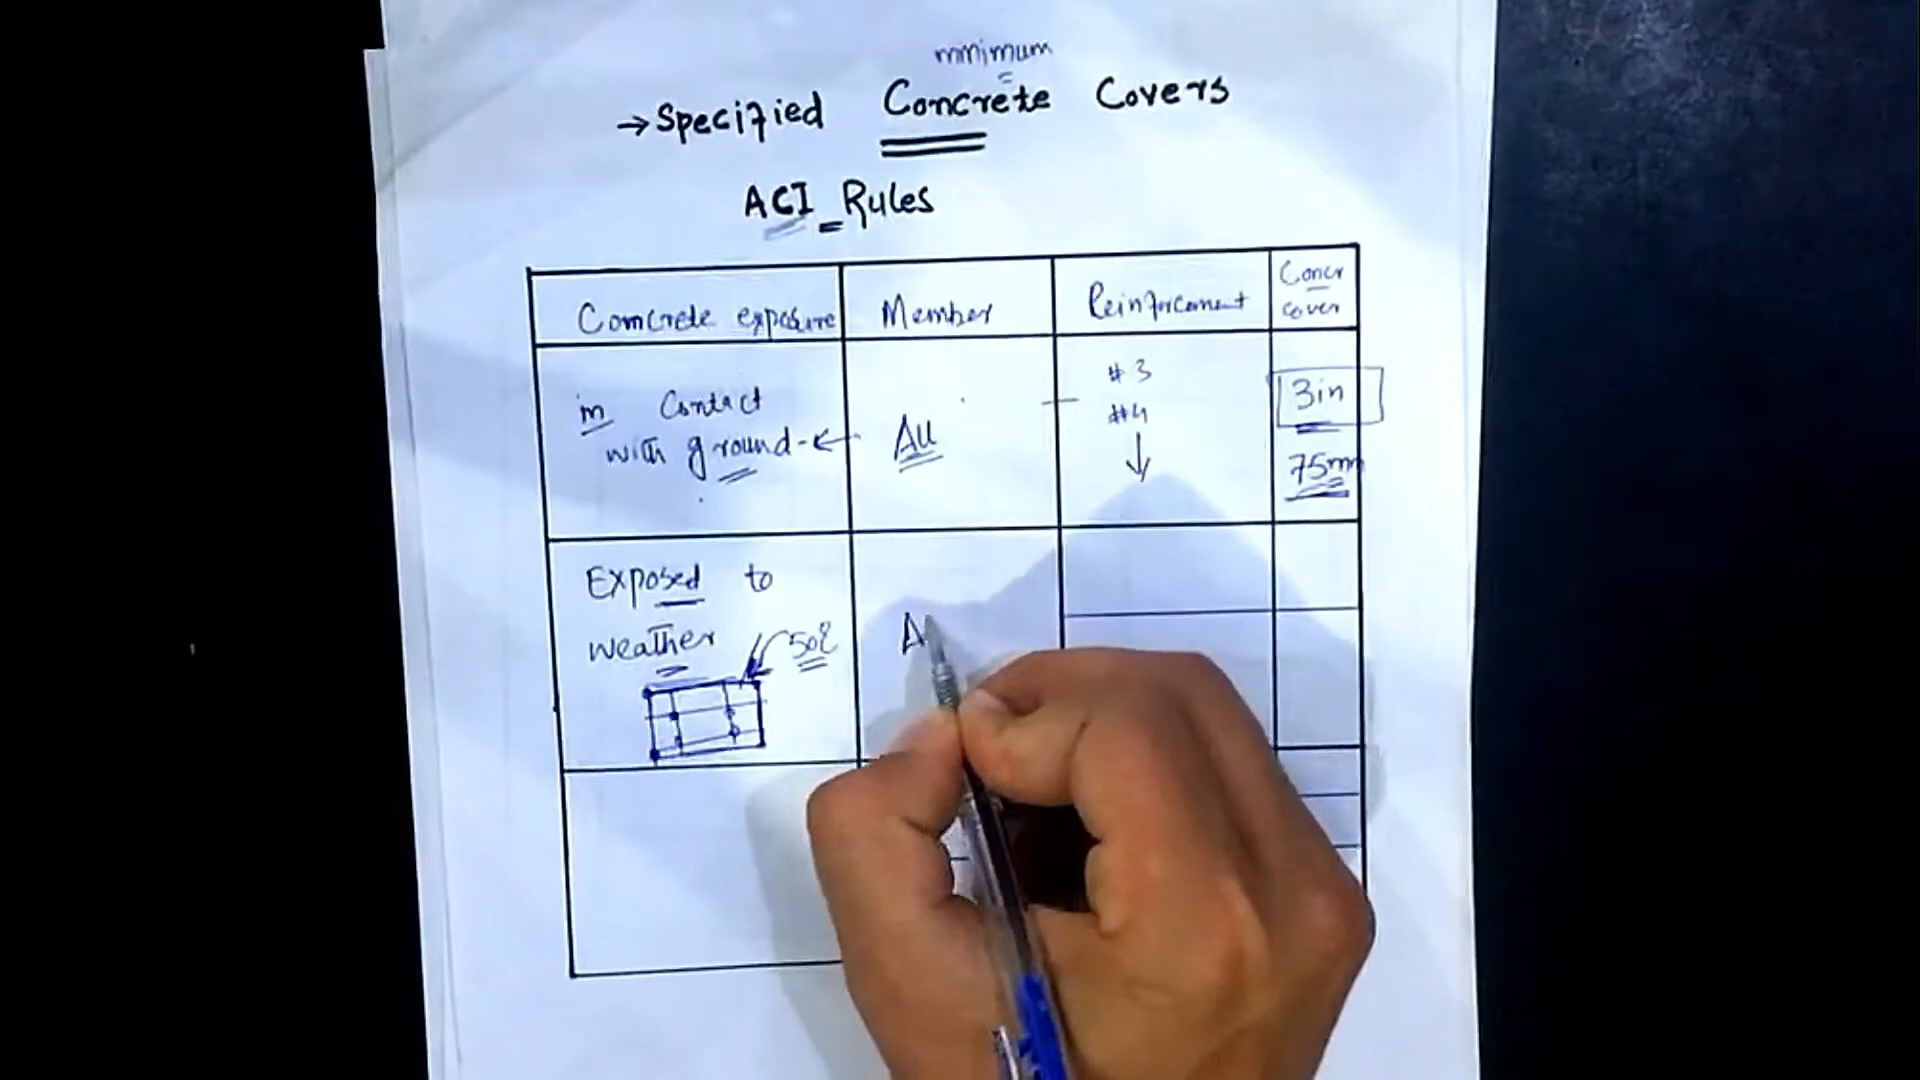 minimum
→ Specified Concrete Covers
ACI Rules
Concrete exposure
Member
Reinforcement
Concr
cover
in Contact
with ground
All
#3
#4
3in
75mm
Exposed to
weather
A